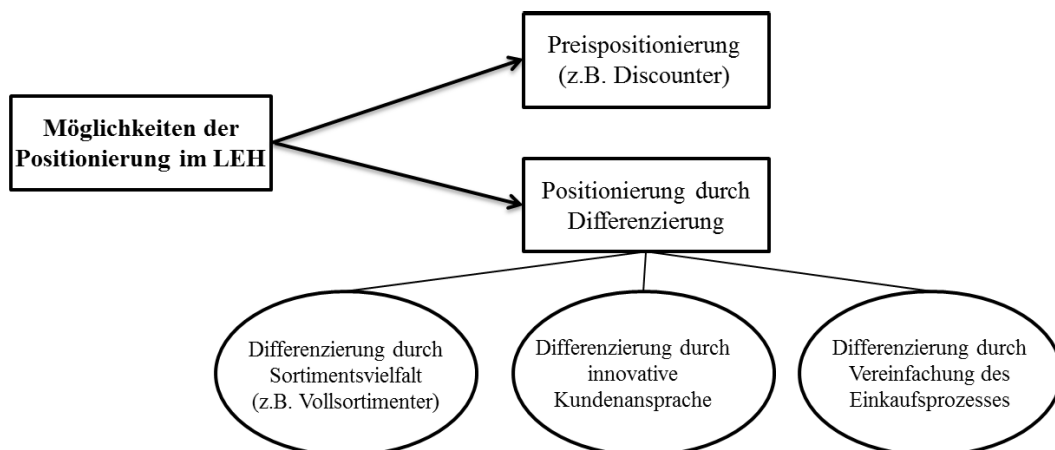 Preispositionierung
(z.B. Discounter)
Möglichkeiten der
Positionierung im LEH
Positionierung durch
Differenzierung
Differenzierung durch
Sortimentsvielfalt
(z.B. Vollsortimenter)
Differenzierung durch
innovative
Kundenansprache
Differenzierung durch
Vereinfachung des
Einkaufsprozesses